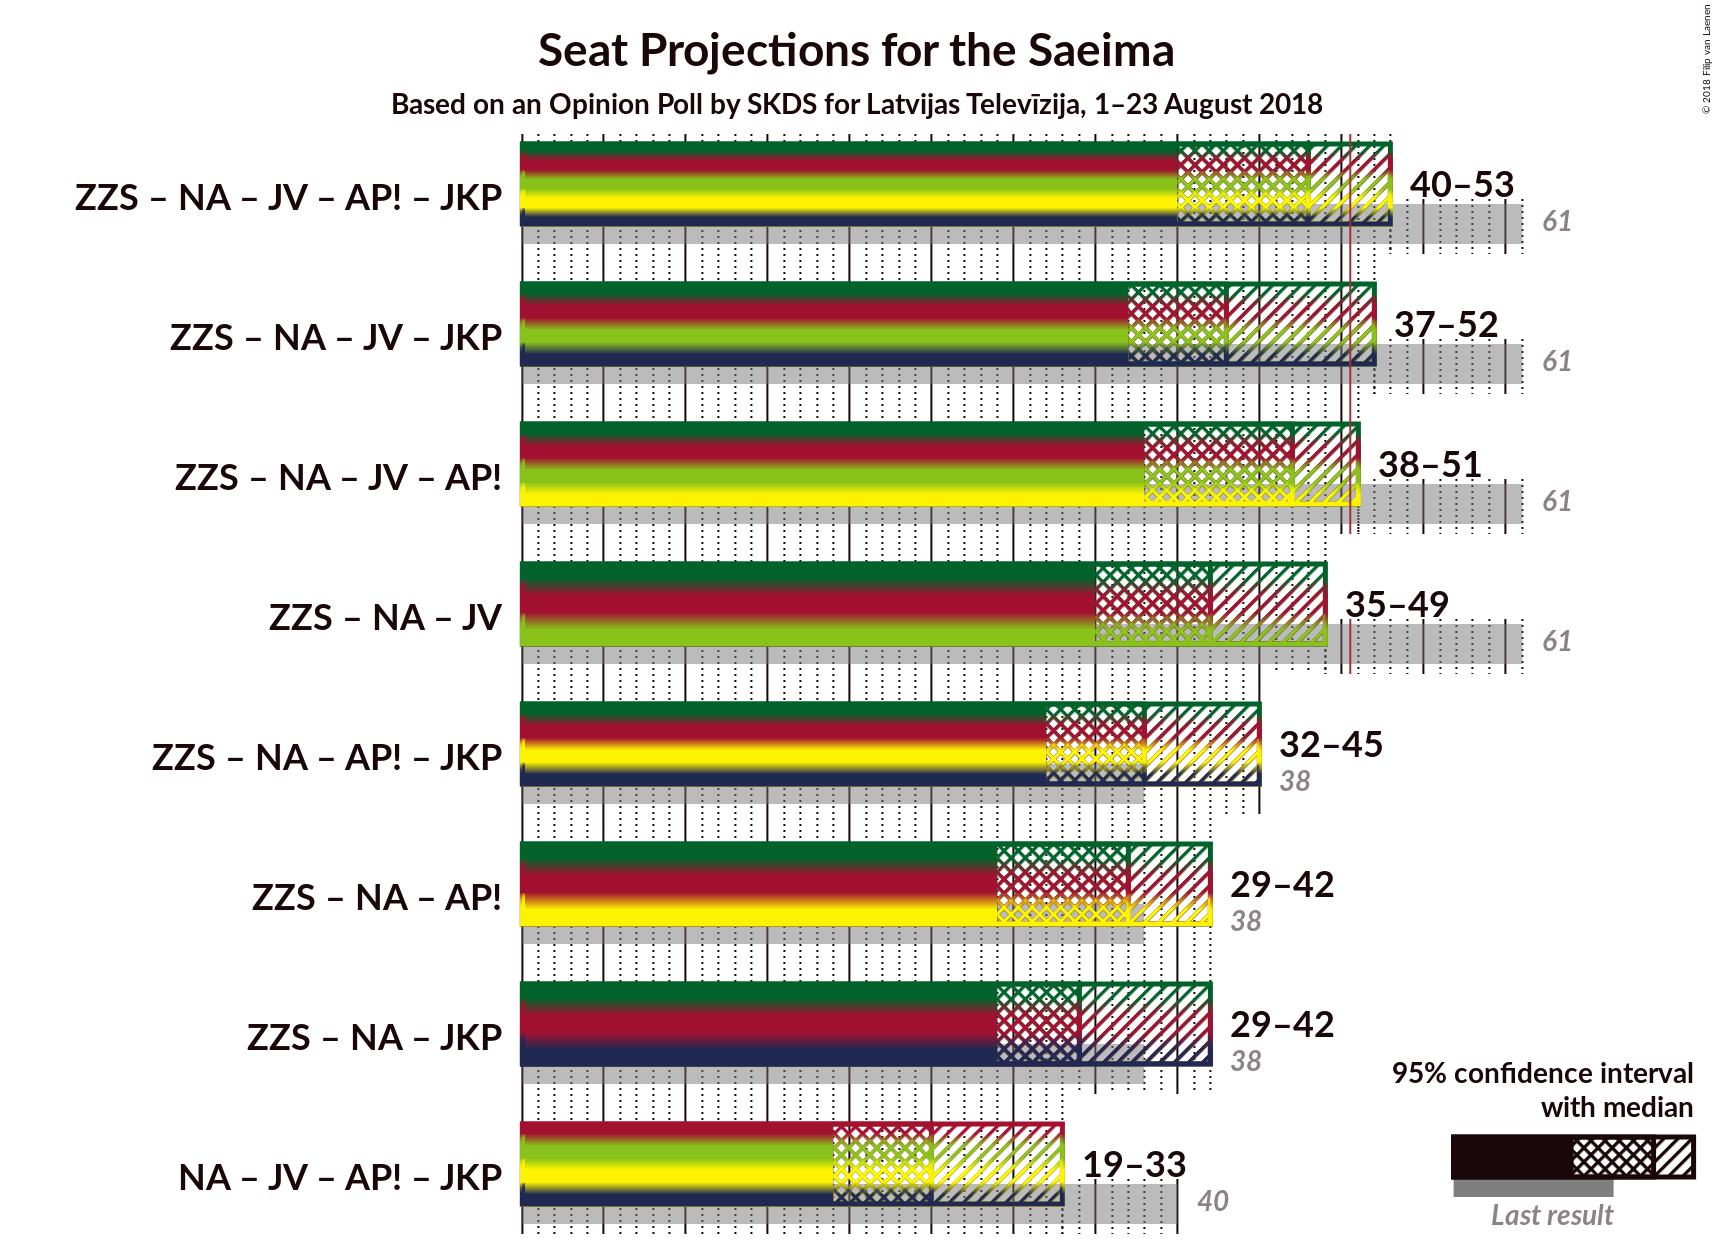 Seat Projections for the Saeima
Based on an Opinion Poll by SKDS for Latvijas Televīzija, 1–23 August 2018
© 2018 Filip van Laenen
ZZS – NA – JV – AP! – JKP
40–53
61
ZZS – NA – JV – JKP
37–52
61
ZZS – NA – JV – AP!
38–51
61
ZZS – NA – JV
35–49
61
ZZS – NA – AP! – JKP
32–45
38
ZZS – NA – AP!
29–42
38
ZZS – NA – JKP
29–42
38
NA – JV – AP! – JKP
19–33
40
95% confidence interval
with median
Last result